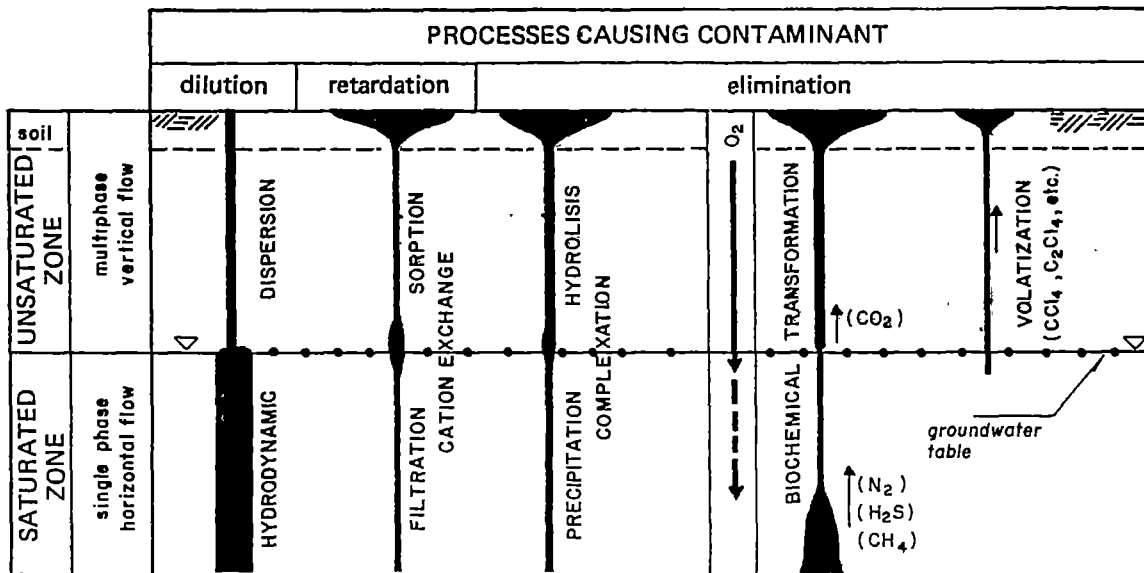 PROCESSES CAUSING CONTAMINANT
dilution
retardation
elimination
soil
UNSATURATED
ZONE
multiphase
vertical flow
SATURATED
ZONE
single phase
horizontal flow
HYDRODYNAMIC DISPERSION
FILTRATION SORPTION
CATION EXCHANGE
PRECIPITATION HYDROLISIS
COMPLEXATION
O₂
BIOCHEMICAL TRANSFORMATION
(CO₂)
(N₂)
(H₂S)
(CH₄)
VOLATIZATION
(CCl₄, C₂Cl₄, etc.)
groundwater
table